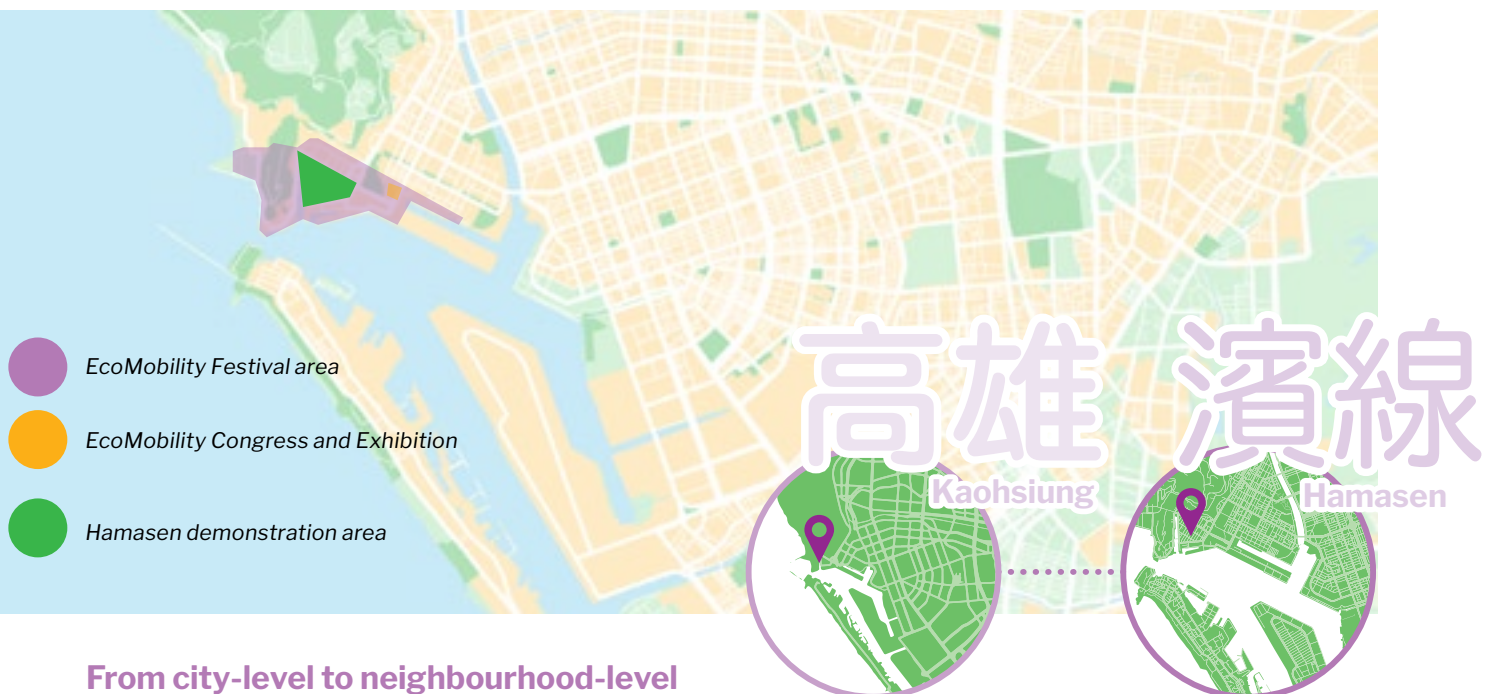 EcoMobility Festival area
EcoMobility Congress and Exhibition
Hamasen demonstration area
高雄
Kaohsiung
濱線
Hamasen
From city-level to neighbourhood-level